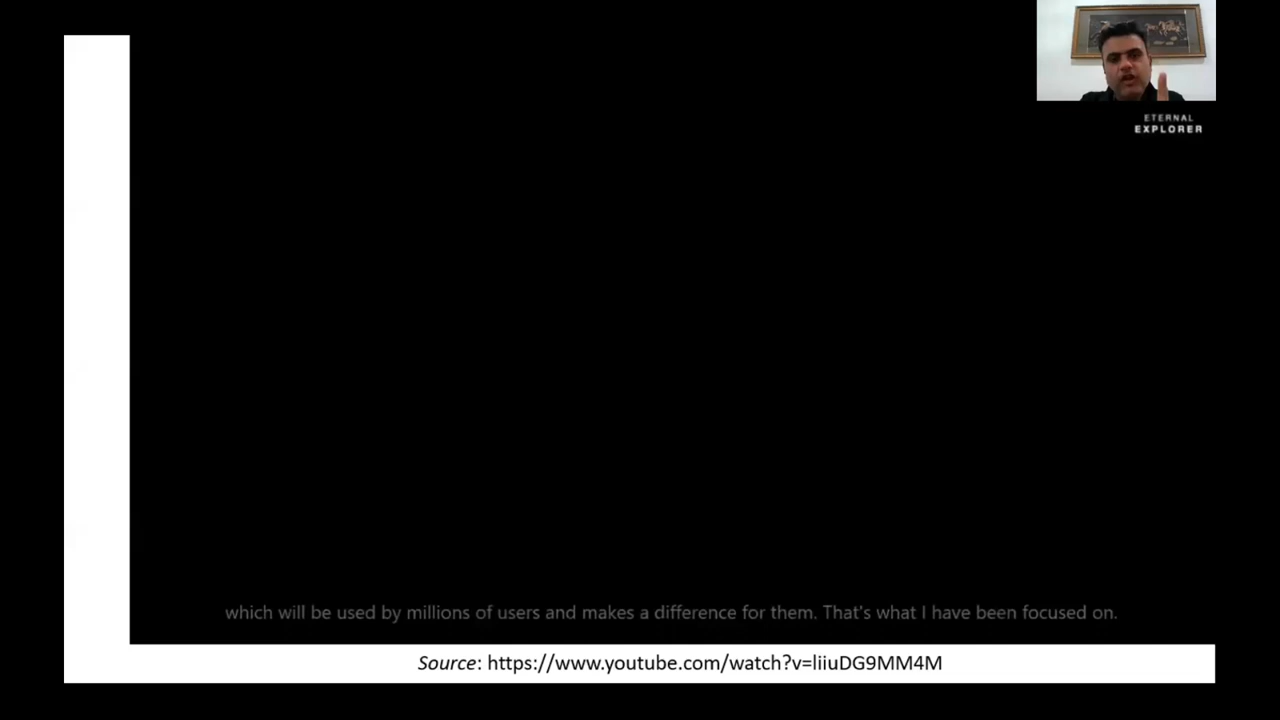 ETERNAL
EXPLORER
which will be used by millions of users and makes a difference for them. That's what I have been focused on.
Source: https://www.youtube.com/watch?v=liiuDG9MM4M